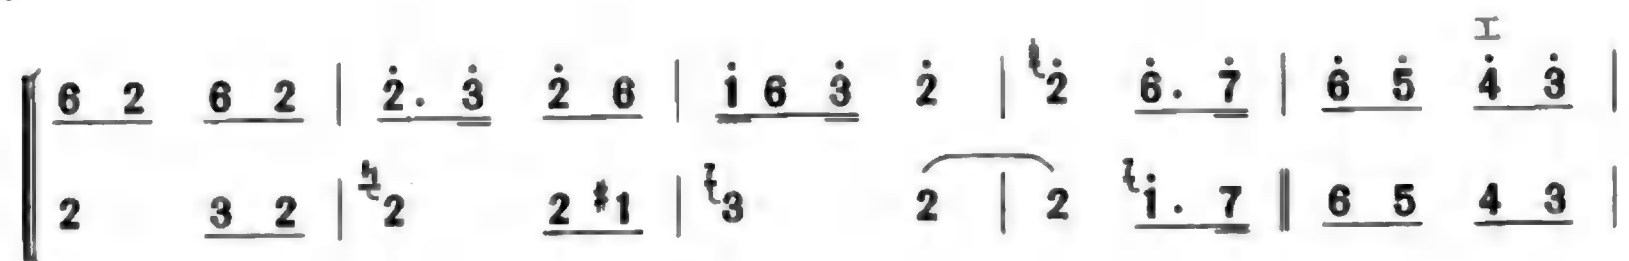 I
6 2 6 2 | 2̇. 3̇ 2̇ 6 | 1̇ 6 3̇ 2̇ | 2̇ 6̇. 7̇ | 6̇ 5̇ 4̇ 3̇ |
2 3 2 | 2 2 #1 | 3 2 | 2 1̇. 7 || 6 5 4 3 |